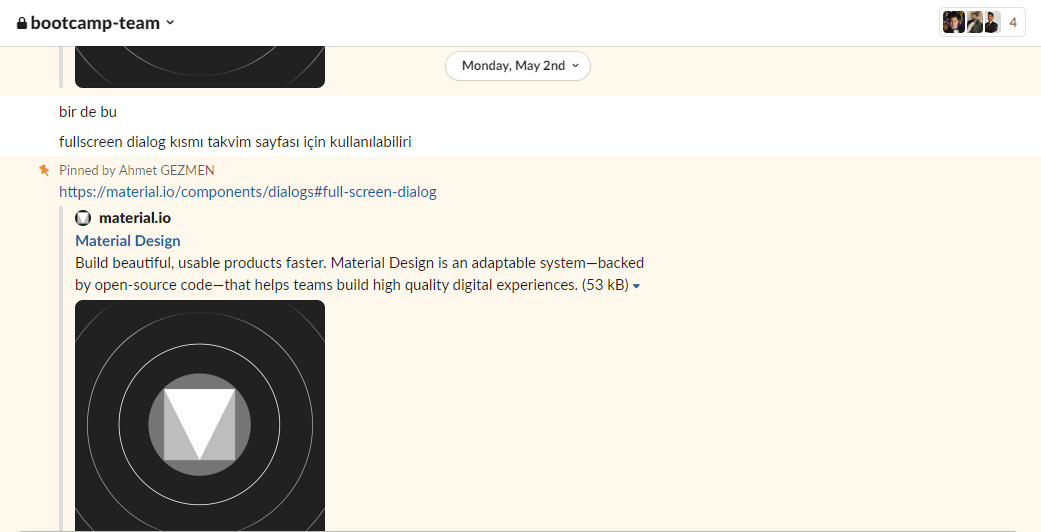 bootcamp-team
4
Monday, May 2nd
bir de bu
fullscreen dialog kısmı takvim sayfası için kullanılabiliri
Pinned by Ahmet GEZMEN
https://material.io/components/dialogs#full-screen-dialog
material.io
Material Design
Build beautiful, usable products faster. Material Design is an adaptable system—backed
by open-source code—that helps teams build high quality digital experiences. (53 kB)